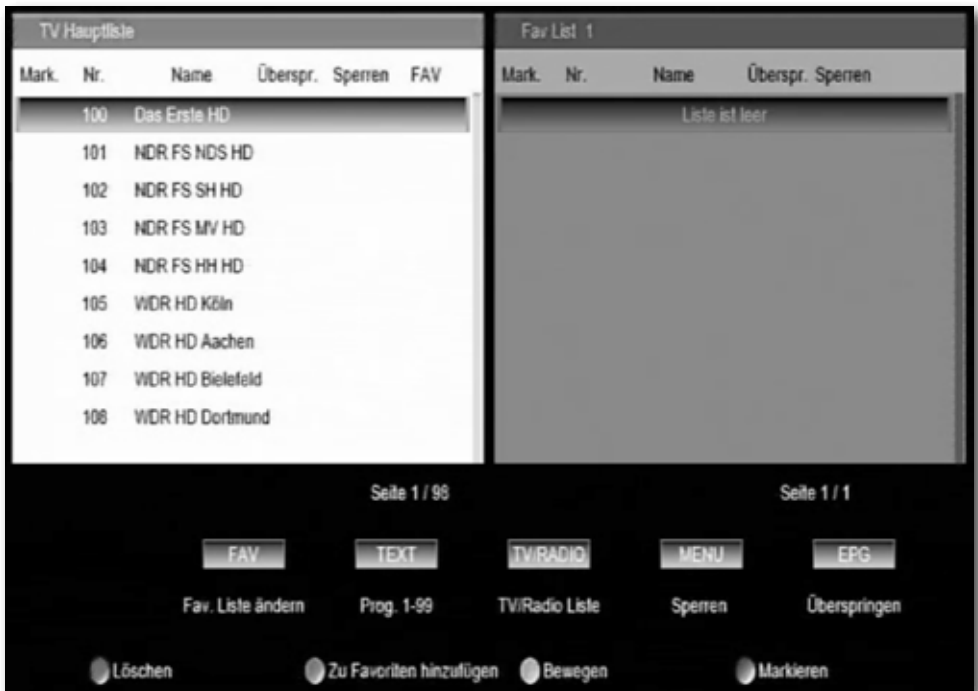 TV Hauptliste
Fav List 1
Mark. Nr. Name Überspr. Sperren FAV
Mark. Nr. Name Überspr. Sperren
100 Das Erste HD
Liste ist leer
101 NDR FS NDS HD
102 NDR FS SH HD
103 NDR FS MV HD
104 NDR FS HH HD
105 WDR HD Köln
106 WDR HD Aachen
107 WDR HD Bielefeld
108 WDR HD Dortmund
Seite 1 / 98
Seite 1 / 1
FAV TEXT TV/RADIO MENU EPG
Fav. Liste ändern Prog. 1-99 TV/Radio Liste Sperren Überspringen
Löschen Zu Favoriten hinzufügen Bewegen Markieren